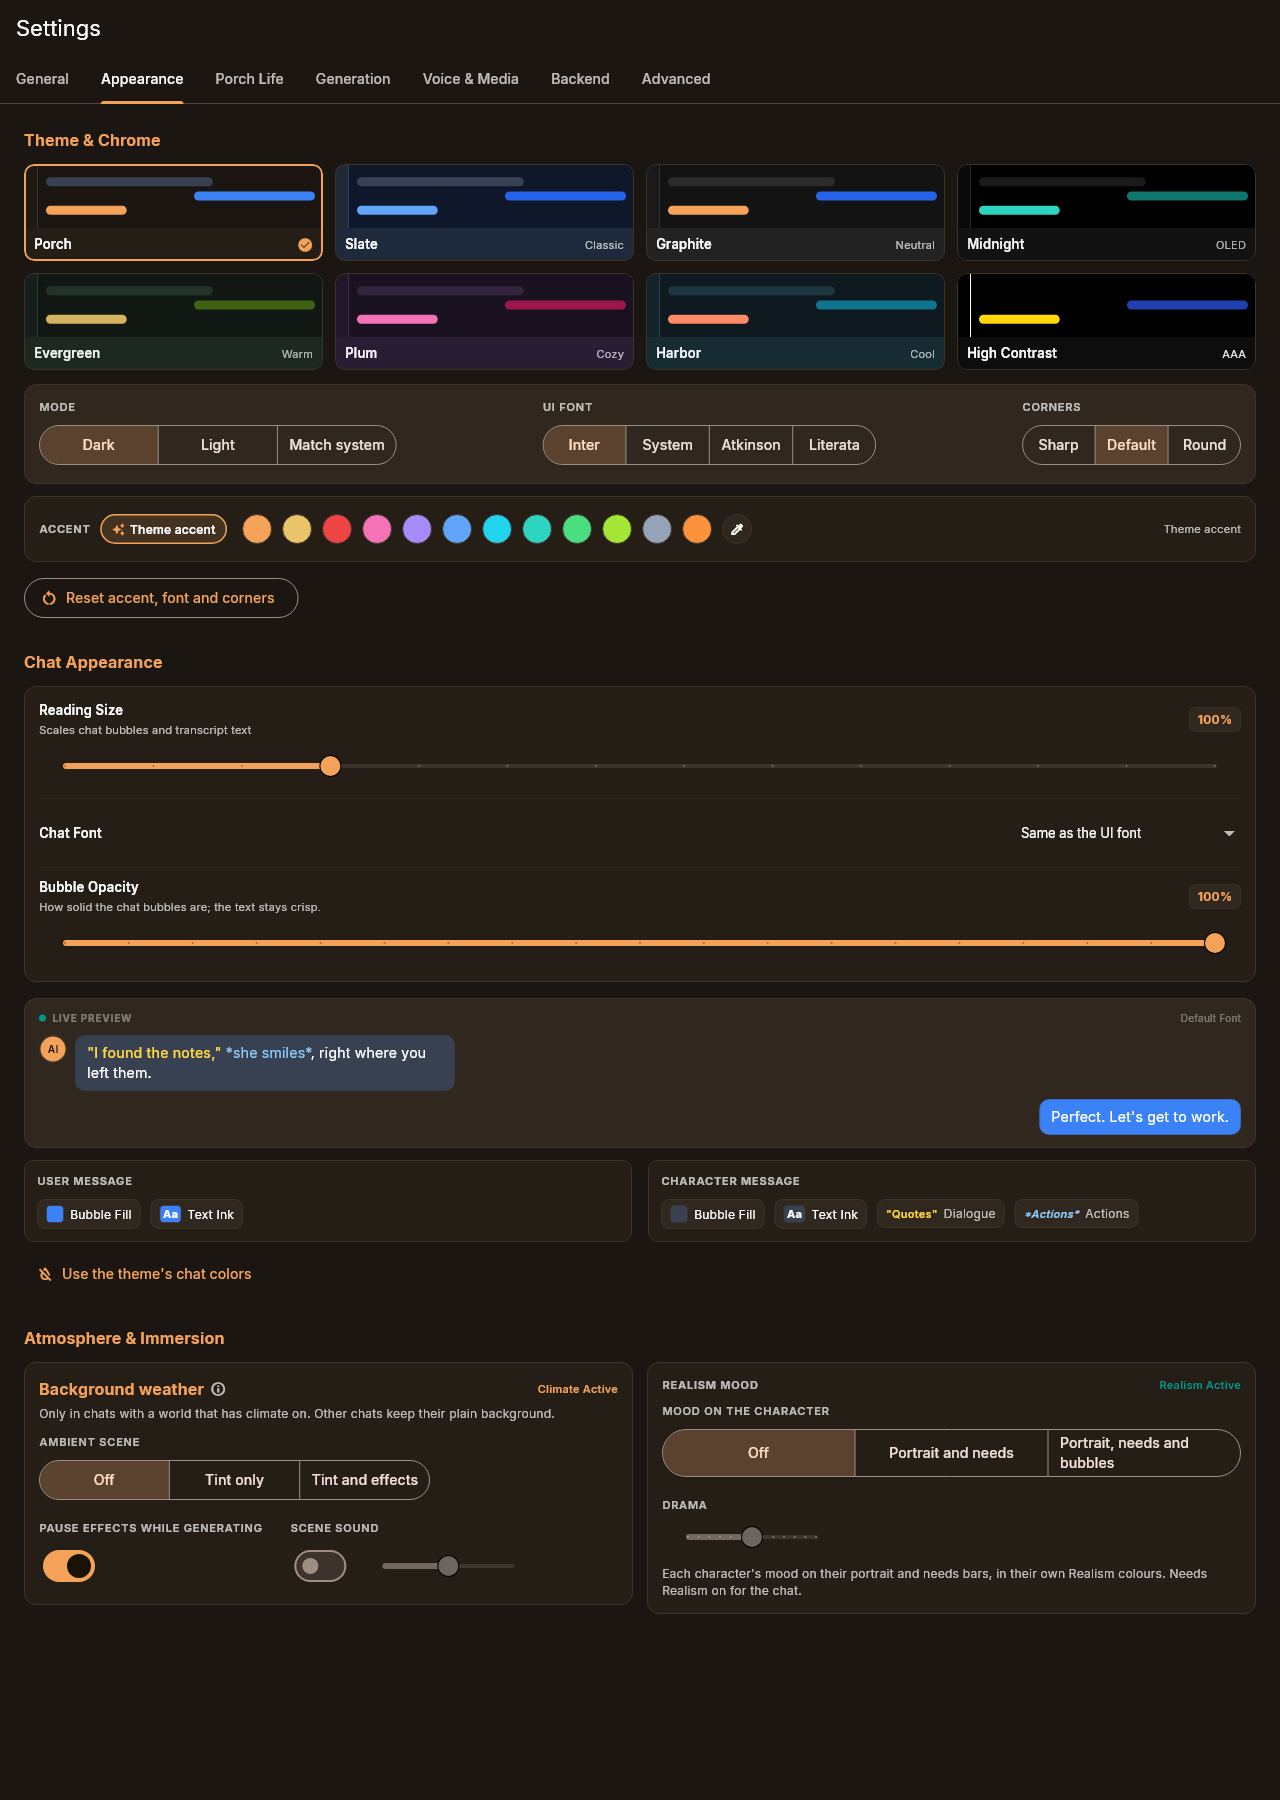 Settings
General Appearance Porch Life Generation Voice & Media Backend Advanced
Theme & Chrome
Porch
Slate Classic
Graphite Neutral
Midnight OLED
Evergreen Warm
Plum Cozy
Harbor Cool
High Contrast AAA
MODE
Dark Light Match system
UI FONT
Inter System Atkinson Literata
CORNERS
Sharp Default Round
ACCENT Theme accent Theme accent
Reset accent, font and corners
Chat Appearance
Reading Size
Scales chat bubbles and transcript text
100%
Chat Font Same as the UI font
Bubble Opacity
How solid the chat bubbles are; the text stays crisp.
100%
LIVE PREVIEW Default Font
AI
"I found the notes," *she smiles*, right where you
left them.
Perfect. Let's get to work.
USER MESSAGE
Bubble Fill Aa Text Ink
CHARACTER MESSAGE
Bubble Fill Aa Text Ink "Quotes" Dialogue *Actions* Actions
Use the theme's chat colors
Atmosphere & Immersion
Background weather Climate Active
Only in chats with a world that has climate on. Other chats keep their plain background.
AMBIENT SCENE
Off Tint only Tint and effects
PAUSE EFFECTS WHILE GENERATING SCENE SOUND
REALISM MOOD Realism Active
MOOD ON THE CHARACTER
Off Portrait and needs Portrait, needs and
bubbles
DRAMA
Each character's mood on their portrait and needs bars, in their own Realism colours. Needs
Realism on for the chat.